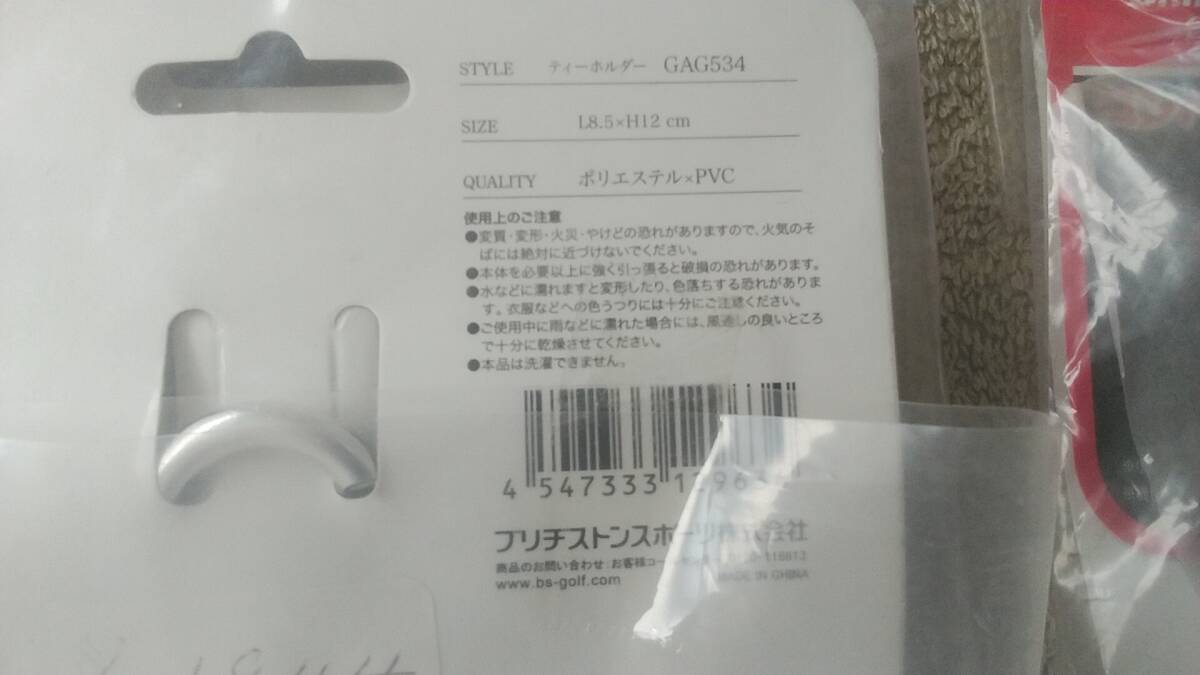 STYLE ティーホルダー GAG534
SIZE L8.5×H12 cm
QUALITY ポリエステル×PVC
使用上のご注意
●変質・変形・火災・やけどの恐れがありますので、火気のそ
ばには絶対に近づけないでください。
●本体を必要以上に強く引っ張ると破損の恐れがあります。
●水などに濡れますと変形したり、色落ちする恐れがありま
す。衣服などへの色うつりには十分にご注意ください。
●ご使用中に雨などに濡れた場合には、風通しの良いところ
で十分に乾燥させてください。
●本品は洗濯できません。
4 547333
ブリヂストンスポーツ株式会社
商品のお問い合わせ:お客様コー
www.bs-golf.com MADE IN CHINA